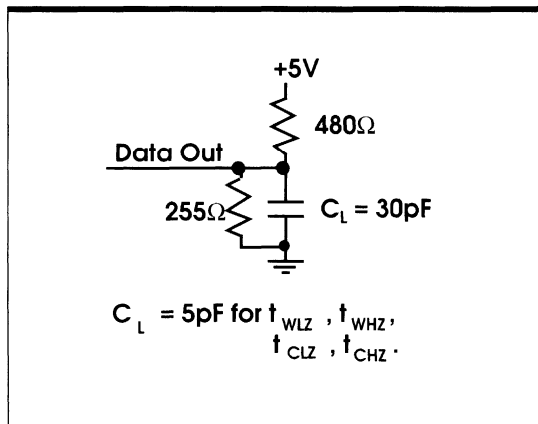 +5V
480Ω
Data Out
255Ω
C_L = 30pF
C_L = 5pF for t_WLZ , t_WHZ,
t_CLZ , t_CHZ.